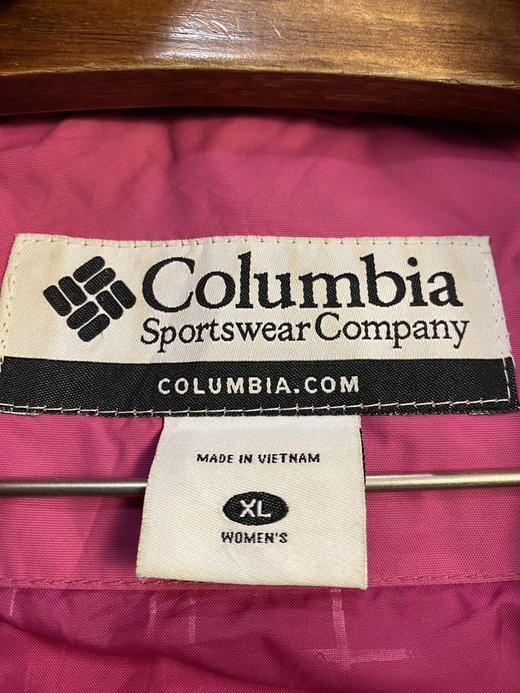 Columbia
Sportswear Company
COLUMBIA.COM
MADE IN VIETNAM
XL
WOMEN'S